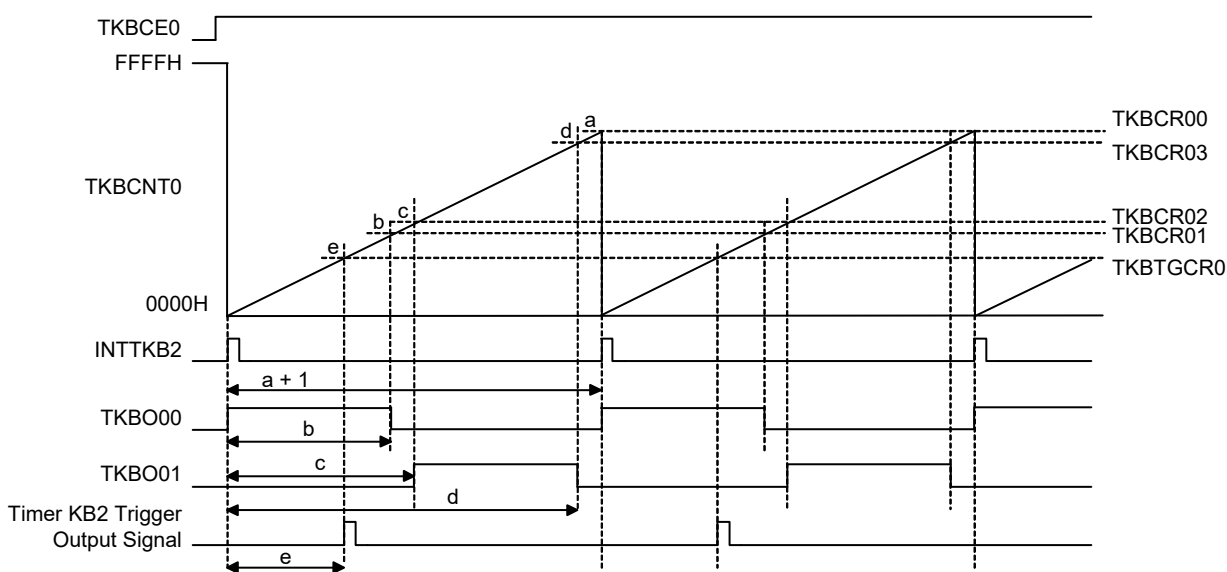 TKBCE0
FFFFH
a
TKBCR00
d
TKBCR03
TKBCNT0
c
TKBCR02
b
TKBCR01
e
TKBTGCR0
0000H
INTTKB2
a + 1
TKBO00
b
TKBO01
c
d
Timer KB2 Trigger
Output Signal
e